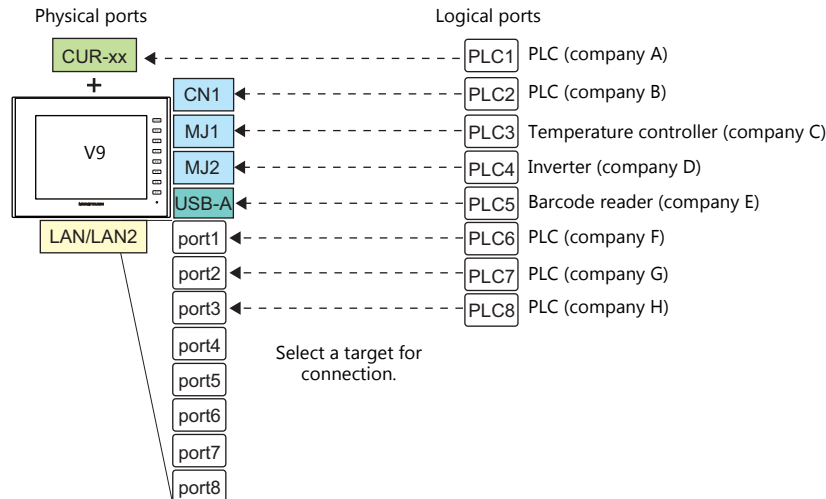 Physical ports
Logical ports
CUR-xx
PLC1 PLC (company A)
+
CN1
PLC2 PLC (company B)
MJ1
PLC3 Temperature controller (company C)
V9
MJ2
PLC4 Inverter (company D)
USB-A
PLC5 Barcode reader (company E)
LAN/LAN2
port1
PLC6 PLC (company F)
port2
PLC7 PLC (company G)
port3
PLC8 PLC (company H)
port4
Select a target for
connection.
port5
port6
port7
port8